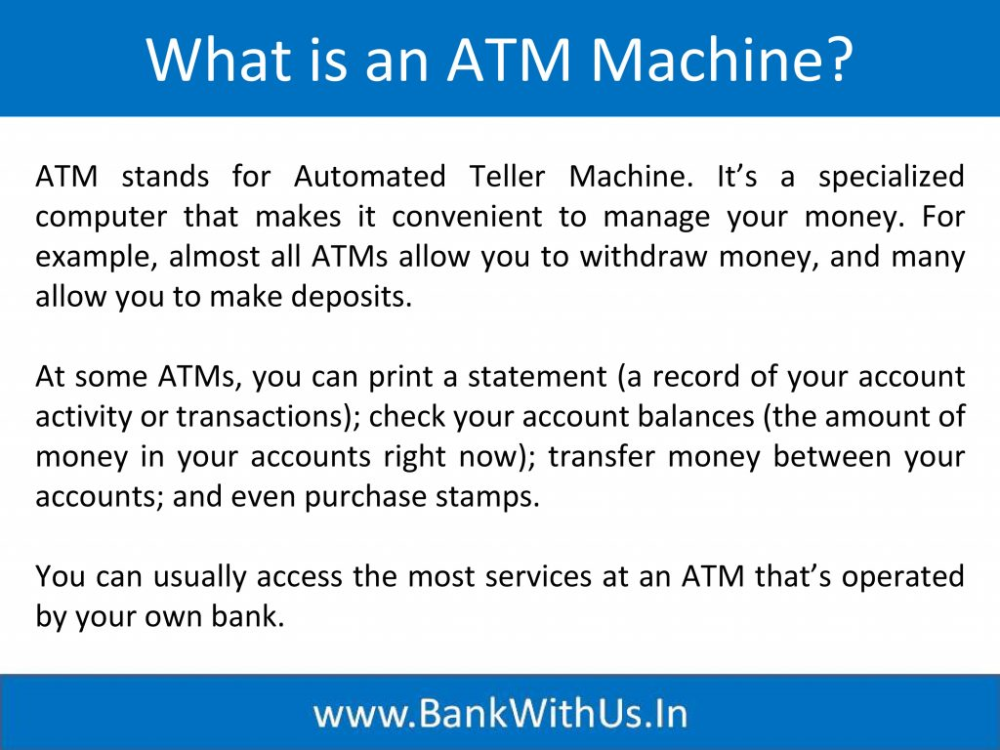 What is an ATM Machine?
ATM stands for Automated Teller Machine. It’s a specialized
computer that makes it convenient to manage your money. For
example, almost all ATMs allow you to withdraw money, and many
allow you to make deposits.
At some ATMs, you can print a statement (a record of your account
activity or transactions); check your account balances (the amount of
money in your accounts right now); transfer money between your
accounts; and even purchase stamps.
You can usually access the most services at an ATM that’s operated
by your own bank.
www.BankWithUs.In